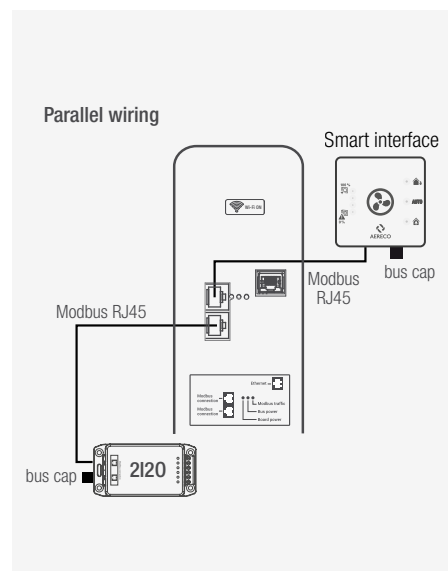 Parallel wiring
Smart interface
Wi-Fi ON
AUTO
AERECO
bus cap
Modbus
RJ45
Modbus RJ45
Ethernet
Modbus
connection
Modbus
connection
Modbus traffic
Bus power
Board power
2I20
bus cap